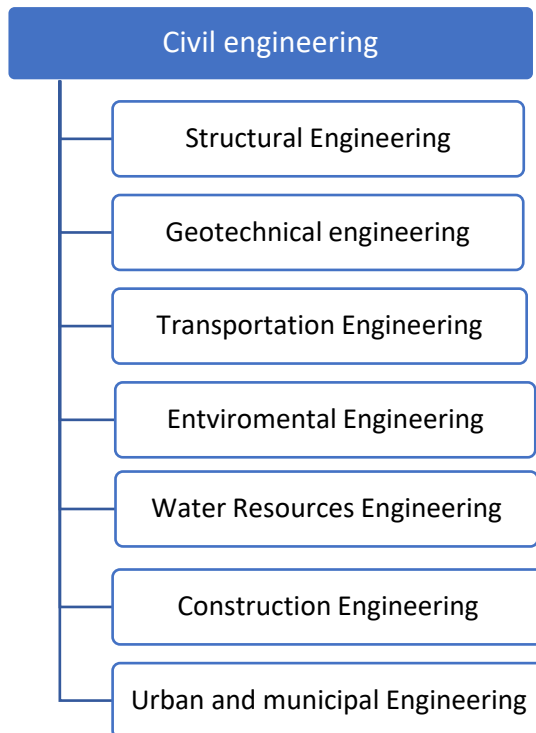 Civil engineering
Structural Engineering
Geotechnical engineering
Transportation Engineering
Entviromental Engineering
Water Resources Engineering
Construction Engineering
Urban and municipal Engineering